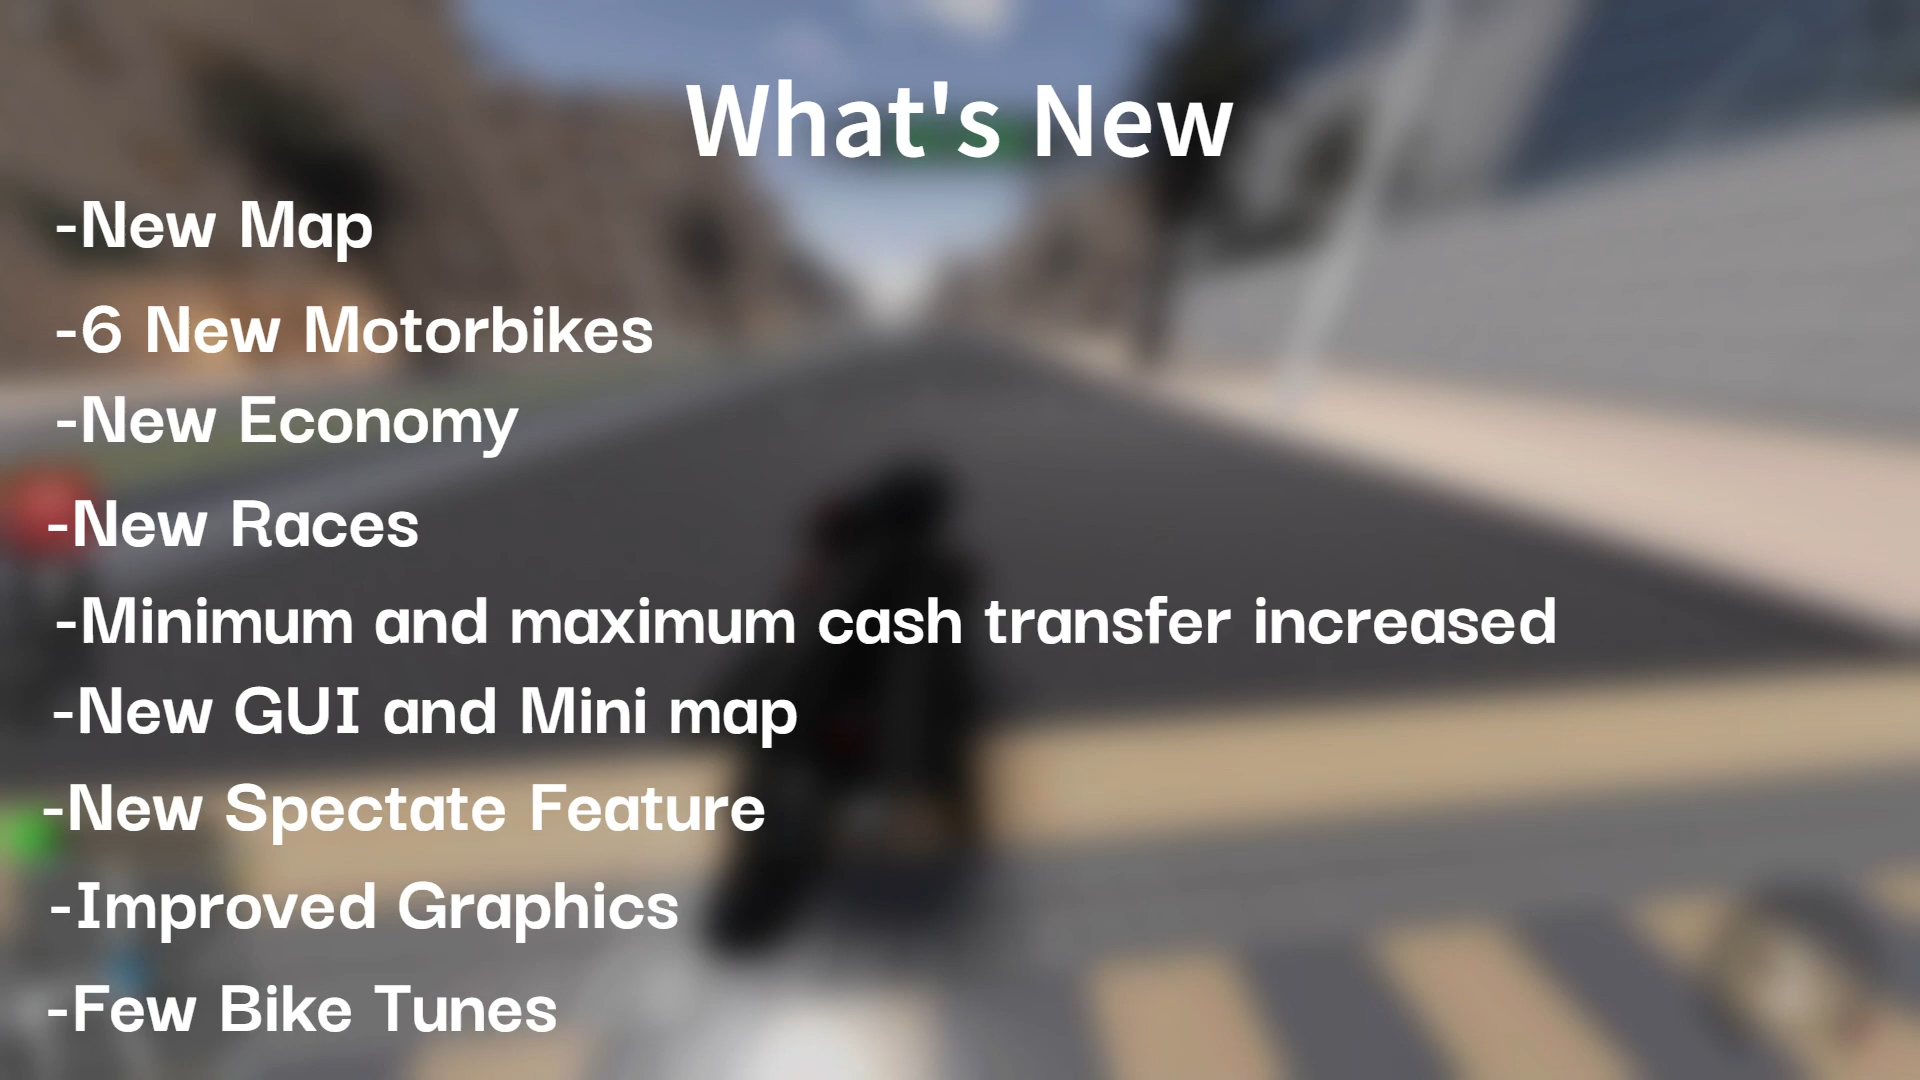 What's New
-New Map
-6 New Motorbikes
-New Economy
-New Races
-Minimum and maximum cash transfer increased
-New GUI and Mini map
-New Spectate Feature
-Improved Graphics
-Few Bike Tunes